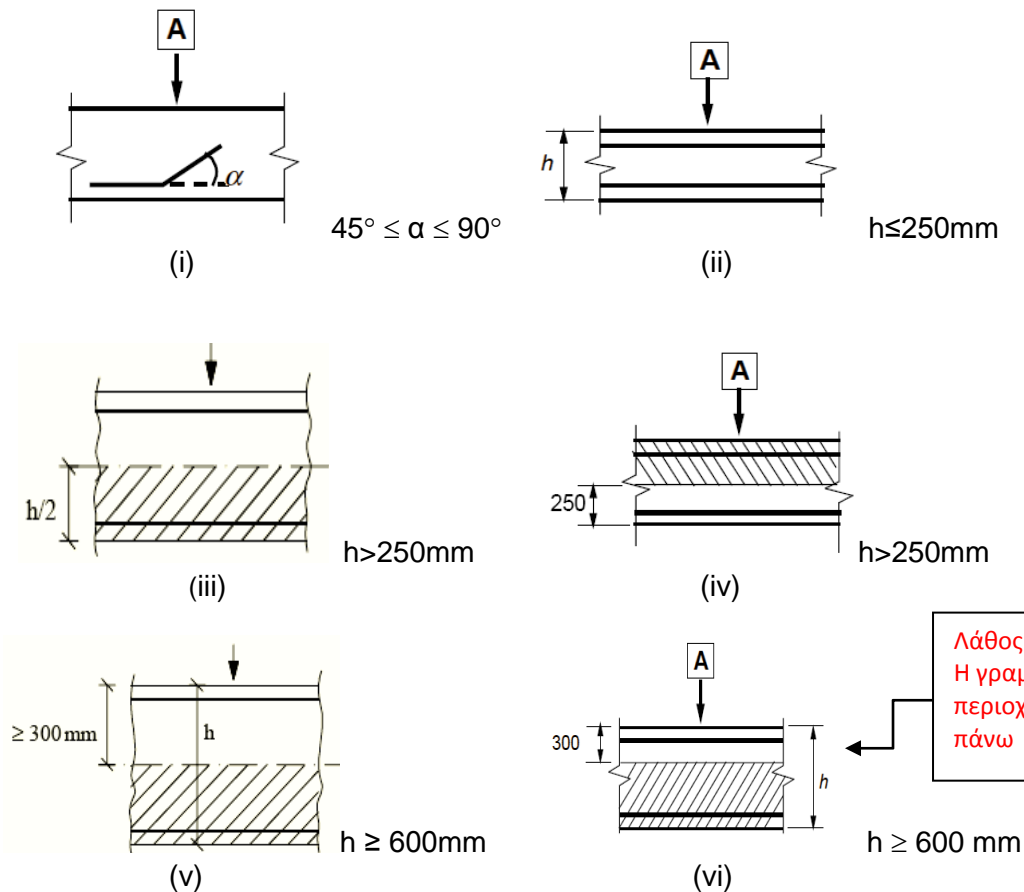 A
α
45° ≤ α ≤ 90°
(i)
A
h
h≤250mm
(ii)
h/2
h>250mm
(iii)
A
250
h>250mm
(iv)
≥ 300 mm
h
h ≥ 600mm
(v)
A
300
h
h ≥ 600 mm
(vi)
Λάθος
Η γραμ
περιοχ
πάνω